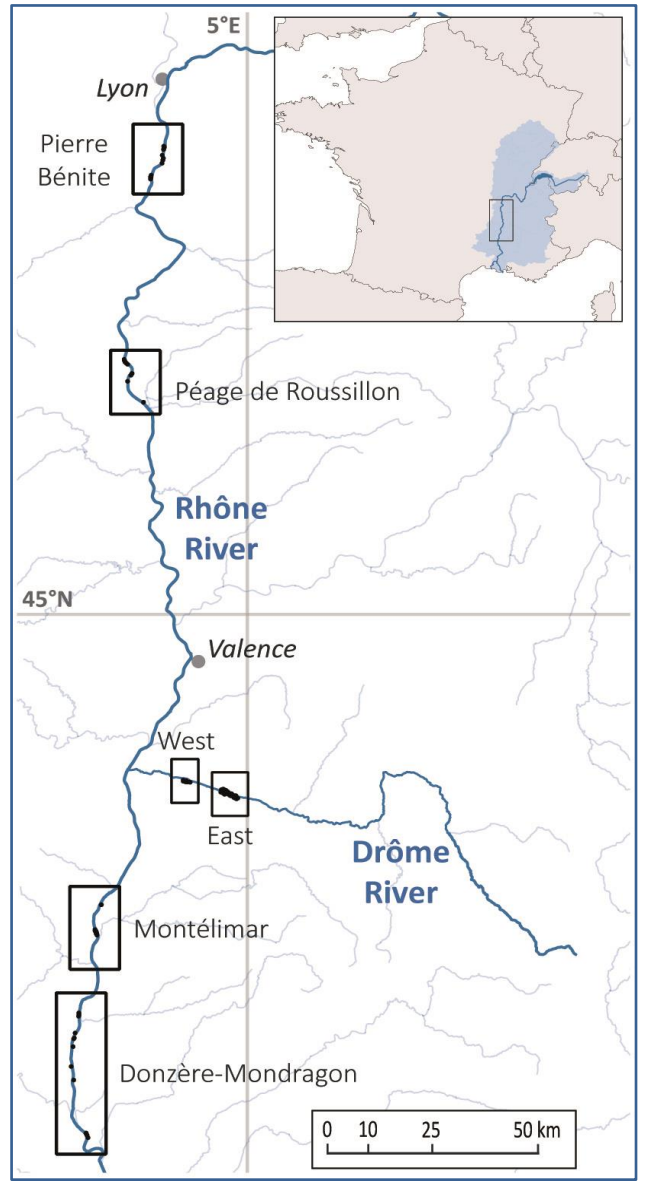 5°E
Lyon
Pierre
Bénite
Péage de Roussillon
Rhône
River
45°N
Valence
West
East
Drôme
River
Montélimar
Donzère-Mondragon
0 10 25 50 km